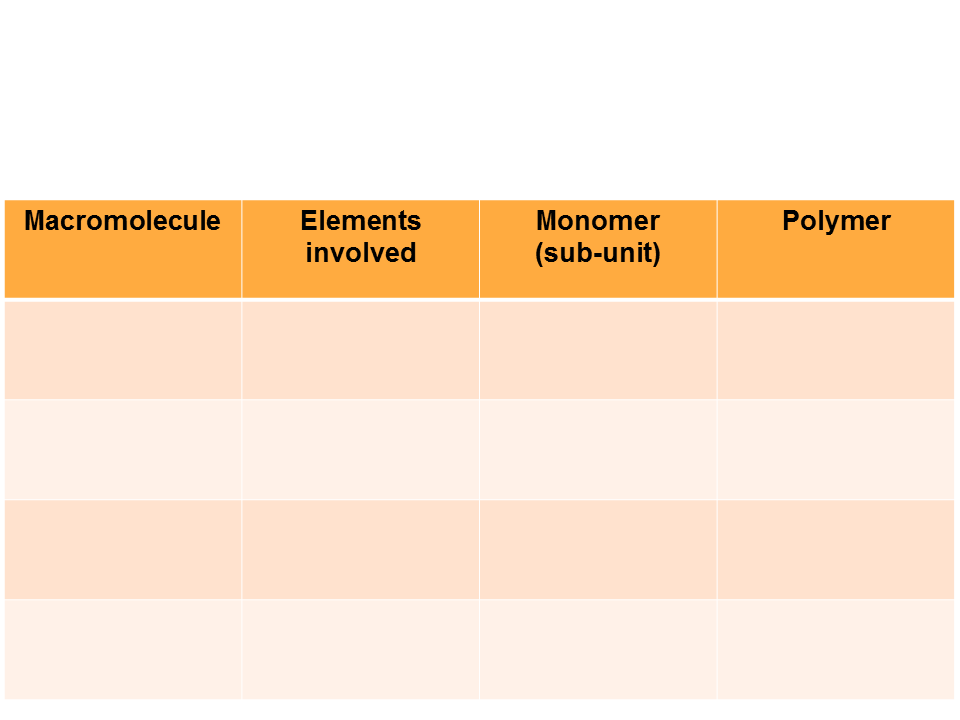 Macromolecule
Elements
involved
Monomer
(sub-unit)
Polymer